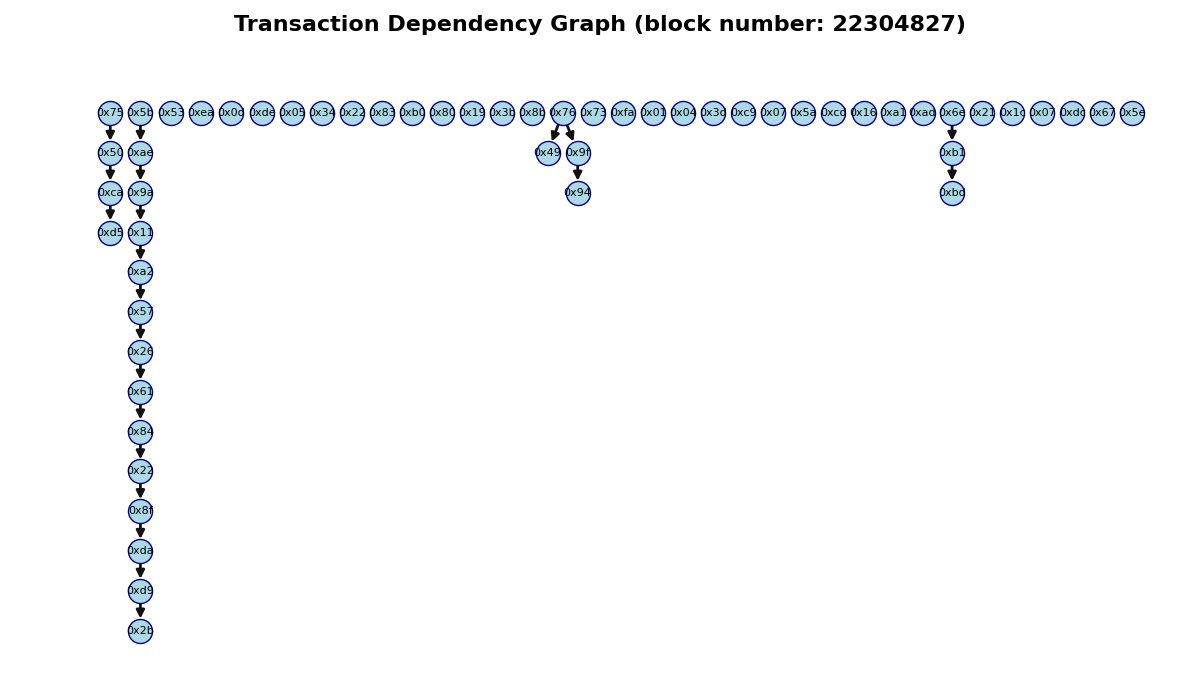 Transaction Dependency Graph (block number: 22304827)
0x75 0x5b 0x53 0xea 0x0d 0xde 0x05 0x34 0x22 0x83 0xb0 0x80 0x19 0x3b 0x8b 0x76 0x73 0xfa 0x01 0x04 0x3d 0xc9 0x07 0x5a 0xcd 0x16 0xa1 0xad 0x6e 0x21 0x1c 0x07 0xdc 0x67 0x5e
0x50 0xae 0x49 0x9f 0xb1
0xca 0x9a 0x94 0xbd
0xd5 0x11
0xa2
0x57
0x26
0x61
0x84
0x22
0x8f
0xda
0xd9
0x2b